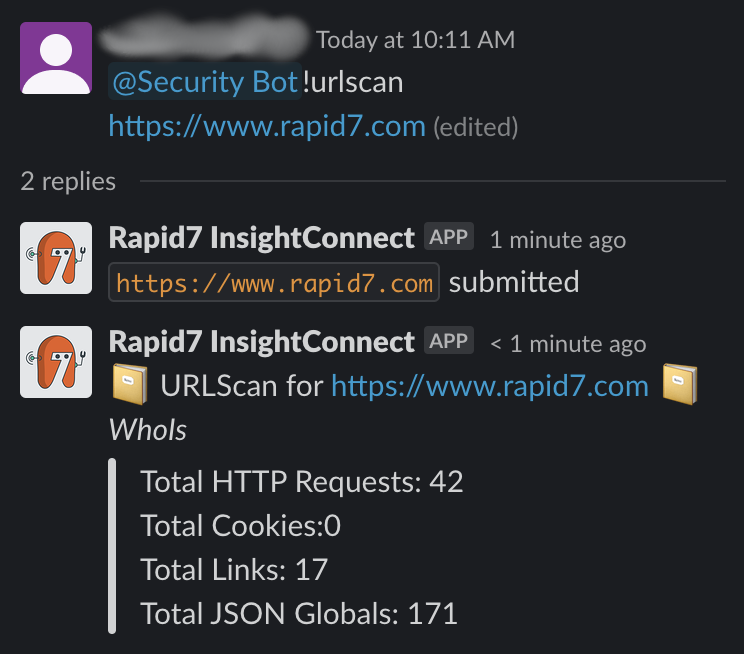 Today at 10:11 AM
@Security Bot !urlscan
https://www.rapid7.com (edited)
2 replies
Rapid7 InsightConnect APP 1 minute ago
https://www.rapid7.com submitted
Rapid7 InsightConnect APP < 1 minute ago
URLScan for https://www.rapid7.com
WhoIs
Total HTTP Requests: 42
Total Cookies:0
Total Links: 17
Total JSON Globals: 171